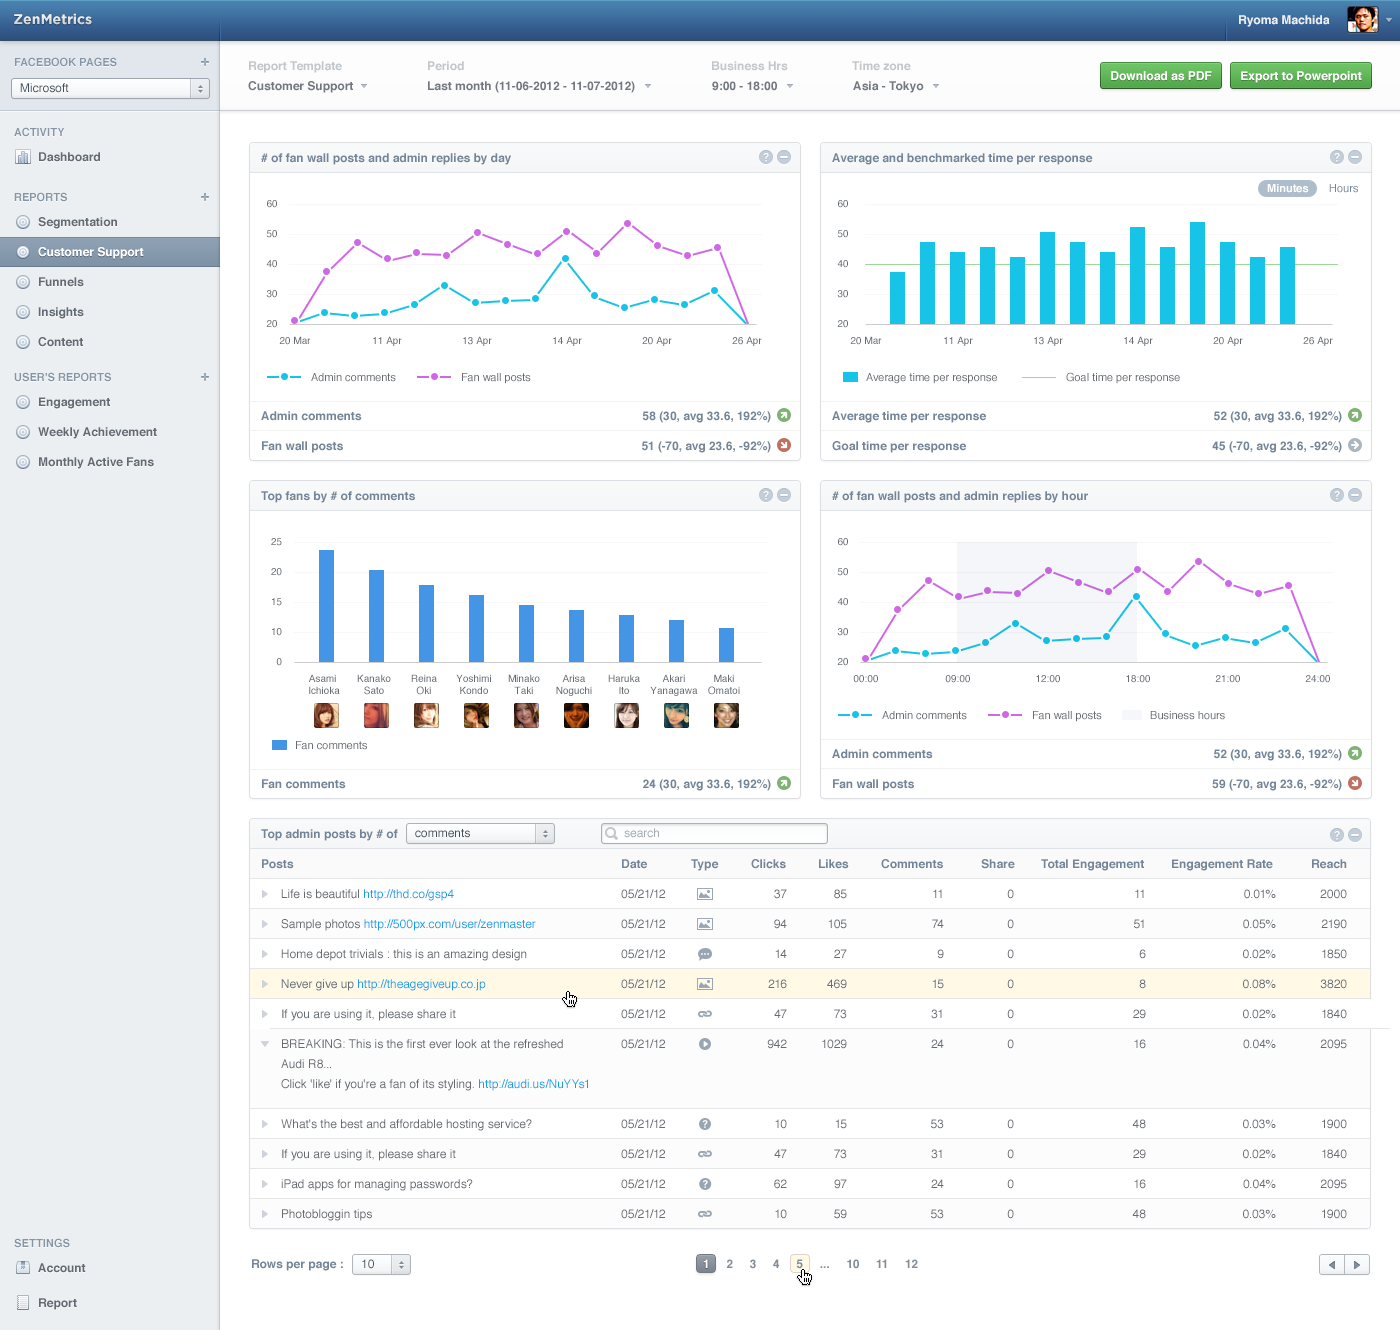 ZenMetrics
Ryoma Machida
FACEBOOK PAGES +
Microsoft
ACTIVITY
Dashboard
REPORTS +
Segmentation
Customer Support
Funnels
Insights
Content
USER'S REPORTS +
Engagement
Weekly Achievement
Monthly Active Fans
SETTINGS
Account
Report
Report Template Period Business Hrs Time zone
Customer Support Last month (11-06-2012 - 11-07-2012) 9:00 - 18:00 Asia - Tokyo
Download as PDF Export to Powerpoint
# of fan wall posts and admin replies by day ?
60
50
40
30
20
20 Mar 11 Apr 13 Apr 14 Apr 20 Apr 26 Apr
Admin comments Fan wall posts
Admin comments 58 (30, avg 33.6, 192%)
Fan wall posts 51 (-70, avg 23.6, -92%)
Average and benchmarked time per response ?
Minutes Hours
60
50
40
30
20
20 Mar 11 Apr 13 Apr 14 Apr 20 Apr 26 Apr
Average time per response Goal time per response
Average time per response 52 (30, avg 33.6, 192%)
Goal time per response 45 (-70, avg 23.6, -92%)
Top fans by # of comments ?
25
20
15
10
0
Asami Kanako Reina Yoshimi Minako Arisa Haruka Akari Maki
Ichioka Sato Oki Kondo Taki Noguchi Ito Yanagawa Omatoi
Fan comments
Fan comments 24 (30, avg 33.6, 192%)
# of fan wall posts and admin replies by hour ?
60
50
40
30
20
00:00 09:00 12:00 18:00 21:00 24:00
Admin comments Fan wall posts Business hours
Admin comments 52 (30, avg 33.6, 192%)
Fan wall posts 59 (-70, avg 23.6, -92%)
Top admin posts by # of comments search ?
Posts Date Type Clicks Likes Comments Share Total Engagement Engagement Rate Reach
Life is beautiful http://thd.co/gsp4 05/21/12 37 85 11 0 11 0.01% 2000
Sample photos http://500px.com/user/zenmaster 05/21/12 94 105 74 0 51 0.05% 2190
Home depot trivials : this is an amazing design 05/21/12 14 27 9 0 6 0.02% 1850
Never give up http://theagegiveup.co.jp 05/21/12 216 469 15 0 8 0.08% 3820
If you are using it, please share it 05/21/12 47 73 31 0 29 0.02% 1840
BREAKING: This is the first ever look at the refreshed 05/21/12 942 1029 24 0 16 0.04% 2095
Audi R8...
Click 'like' if you're a fan of its styling. http://audi.us/NuYYs1
What's the best and affordable hosting service? 05/21/12 ? 10 15 53 0 48 0.03% 1900
If you are using it, please share it 05/21/12 47 73 31 0 29 0.02% 1840
iPad apps for managing passwords? 05/21/12 ? 62 97 24 0 16 0.04% 2095
Photobloggin tips 05/21/12 10 59 53 0 48 0.03% 1900
Rows per page : 10 1 2 3 4 5 ... 10 11 12